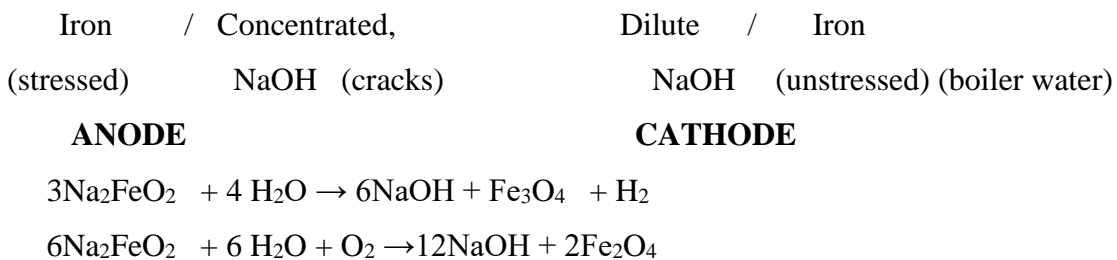 Iron / Concentrated, Dilute / Iron
(stressed) NaOH (cracks) NaOH (unstressed) (boiler water)
ANODE CATHODE
3Na₂FeO₂ + 4 H₂O → 6NaOH + Fe₃O₄ + H₂
6Na₂FeO₂ + 6 H₂O + O₂ →12NaOH + 2Fe₂O₄